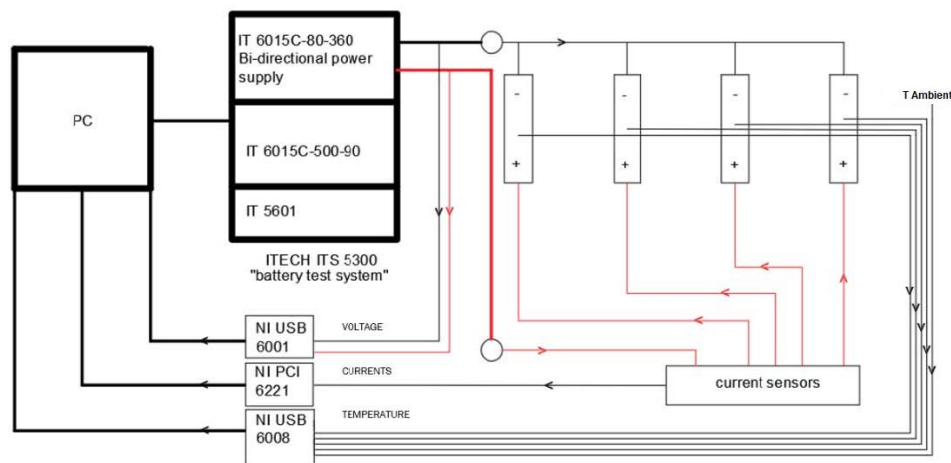 IT 6015C-80-360
Bi-directional power
supply
PC
IT 6015C-500-90
IT 5601
ITECH ITS 5300
"battery test system"
- - - -
+ + + +
T Ambient
NI USB
6001
VOLTAGE
NI PCI
6221
CURRENTS
current sensors
NI USB
6008
TEMPERATURE